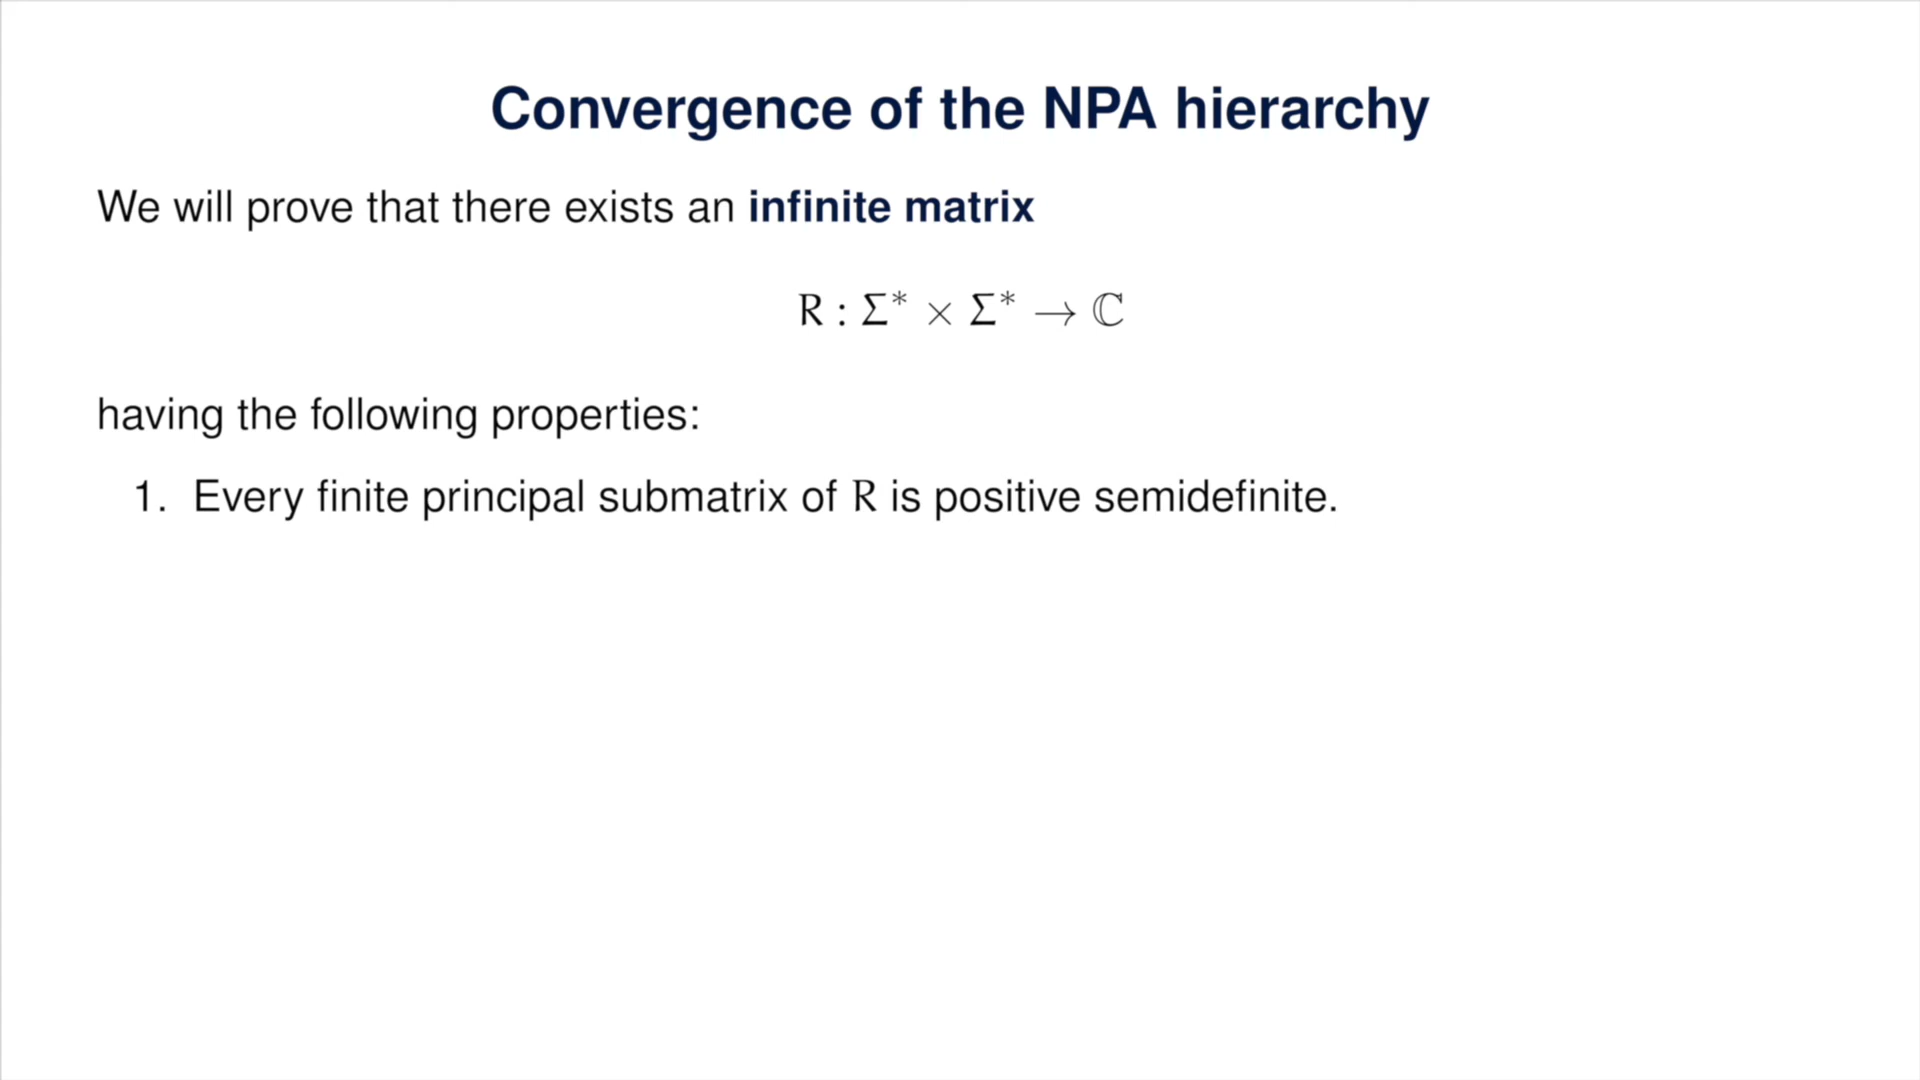 Convergence of the NPA hierarchy
We will prove that there exists an infinite matrix
R : Σ* × Σ* → ℂ
having the following properties:
1. Every finite principal submatrix of R is positive semidefinite.